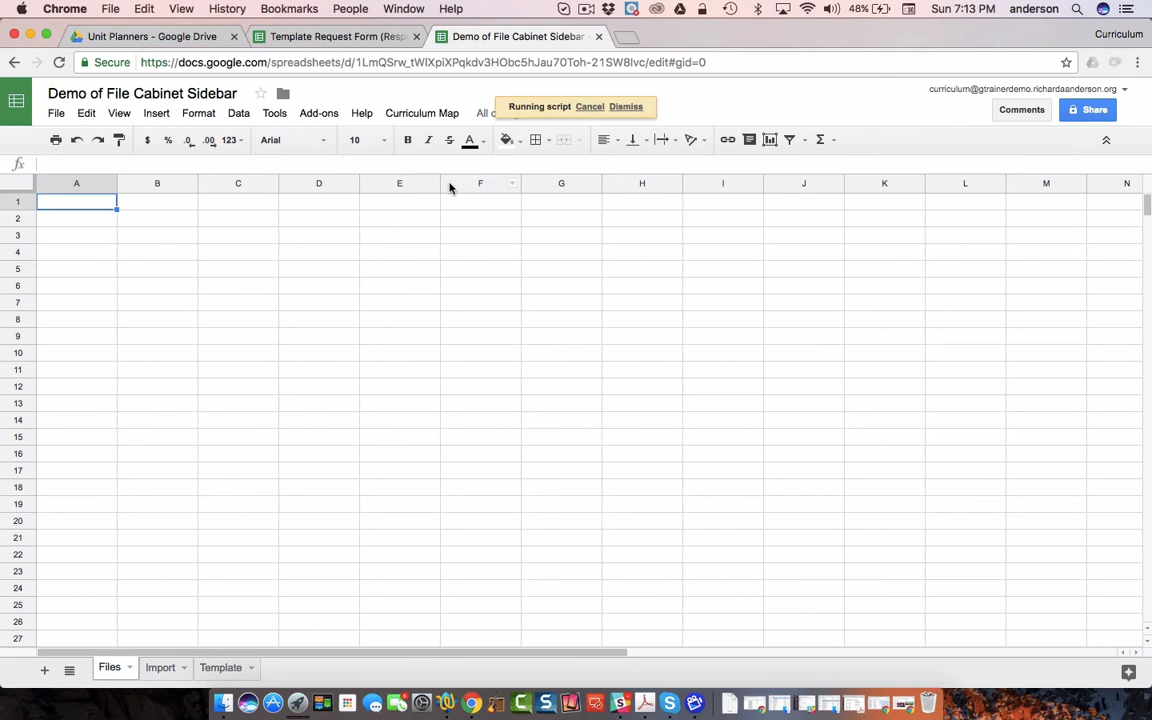 Chrome File Edit View History Bookmarks People Window Help 48% Sun 7:13 PM anderson
Unit Planners - Google Drive Template Request Form (Resp Demo of File Cabinet Sidebar - Curriculum
Secure https://docs.google.com/spreadsheets/d/1LmQSrw_tWIXpiXPqkdv3HObc5hJau70Toh-21SW8Ivc/edit#gid=0
Demo of File Cabinet Sidebar curriculum@gtrainerdemo.richardaanderson.org
Running script Cancel Dismiss
File Edit View Insert Format Data Tools Add-ons Help Curriculum Map All c Comments Share
$ % .0 .00 123 Arial 10 B I S A Σ
fx
A B C D E F G H I J K L M N
1
2
3
4
5
6
7
8
9
10
11
12
13
14
15
16
17
18
19
20
21
22
23
24
25
26
27
+ Files Import Template